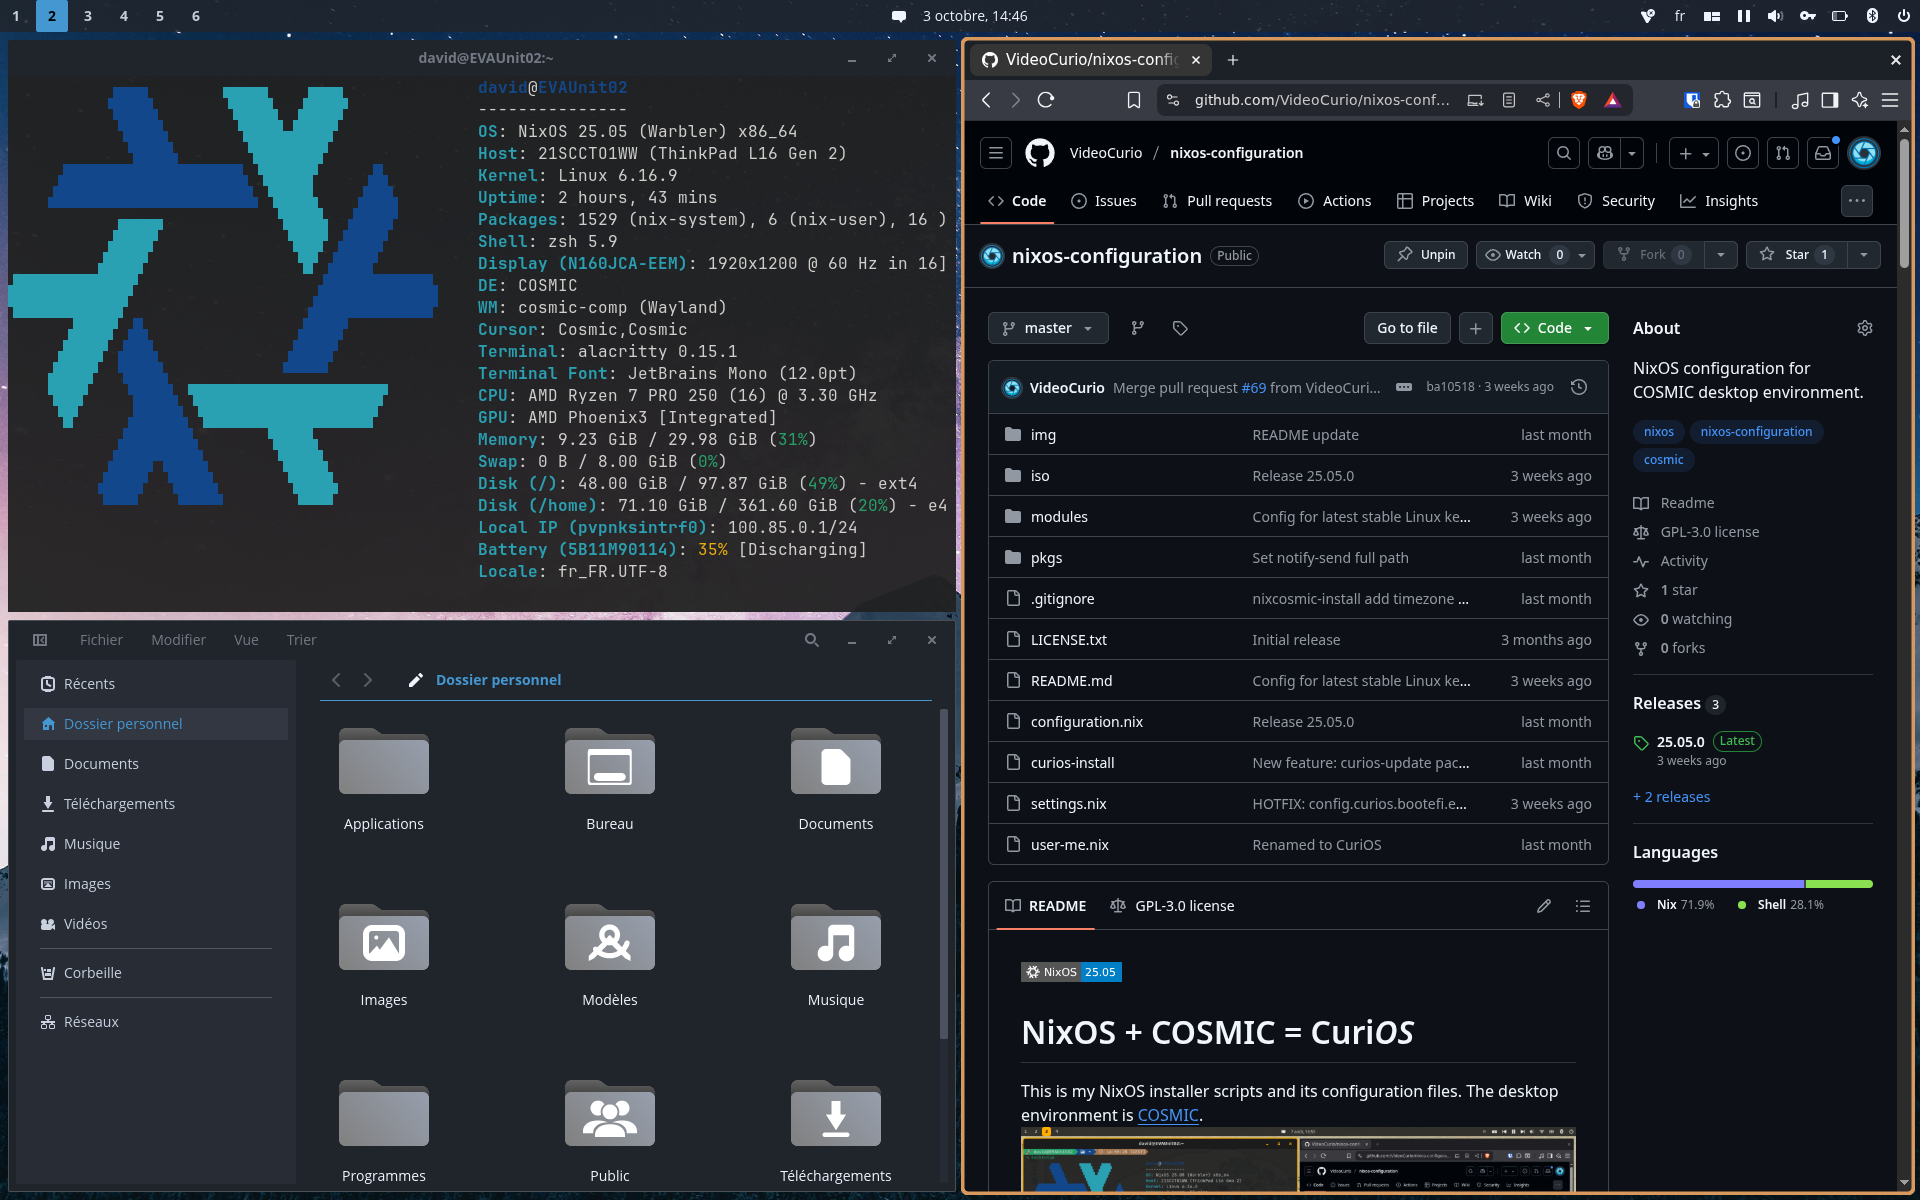 1 2 3 4 5 6
3 octobre, 14:46
fr
david@EVAUnit02:~
david@EVAUnit02
---------------
OS: NixOS 25.05 (Warbler) x86_64
Host: 21SCCTO1WW (ThinkPad L16 Gen 2)
Kernel: Linux 6.16.9
Uptime: 2 hours, 43 mins
Packages: 1529 (nix-system), 6 (nix-user), 16 )
Shell: zsh 5.9
Display (N160JCA-EEM): 1920x1200 @ 60 Hz in 16]
DE: COSMIC
WM: cosmic-comp (Wayland)
Cursor: Cosmic,Cosmic
Terminal: alacritty 0.15.1
Terminal Font: JetBrains Mono (12.0pt)
CPU: AMD Ryzen 7 PRO 250 (16) @ 3.30 GHz
GPU: AMD Phoenix3 [Integrated]
Memory: 9.23 GiB / 29.98 GiB (31%)
Swap: 0 B / 8.00 GiB (0%)
Disk (/): 48.00 GiB / 97.87 GiB (49%) - ext4
Disk (/home): 71.10 GiB / 361.60 GiB (20%) - e4
Local IP (pvpnksintrf0): 100.85.0.1/24
Battery (5B11M90114): 35% [Discharging]
Locale: fr_FR.UTF-8
Fichier Modifier Vue Trier
Récents
Dossier personnel
Documents
Téléchargements
Musique
Images
Vidéos
Corbeille
Réseaux
Dossier personnel
Applications Bureau Documents
Images Modèles Musique
Programmes Public Téléchargements
VideoCurio/nixos-config
github.com/VideoCurio/nixos-conf...
VideoCurio / nixos-configuration
Code Issues Pull requests Actions Projects Wiki Security Insights
nixos-configuration Public Unpin Watch 0 Fork 0 Star 1
master Go to file Code
VideoCurio Merge pull request #69 from VideoCuri... ba10518 · 3 weeks ago
img README update last month
iso Release 25.05.0 3 weeks ago
modules Config for latest stable Linux ke... 3 weeks ago
pkgs Set notify-send full path last month
.gitignore nixcosmic-install add timezone ... last month
LICENSE.txt Initial release 3 months ago
README.md Config for latest stable Linux ke... 3 weeks ago
configuration.nix Release 25.05.0 last month
curios-install New feature: curios-update pac... last month
settings.nix HOTFIX: config.curios.bootefi.e... 3 weeks ago
user-me.nix Renamed to CuriOS last month
README GPL-3.0 license
NixOS 25.05
NixOS + COSMIC = CuriOS
This is my NixOS installer scripts and its configuration files. The desktop
environment is COSMIC.
About
NixOS configuration for
COSMIC desktop environment.
nixos nixos-configuration
cosmic
Readme
GPL-3.0 license
Activity
1 star
0 watching
0 forks
Releases 3
25.05.0 Latest
3 weeks ago
+ 2 releases
Languages
Nix 71.9% Shell 28.1%